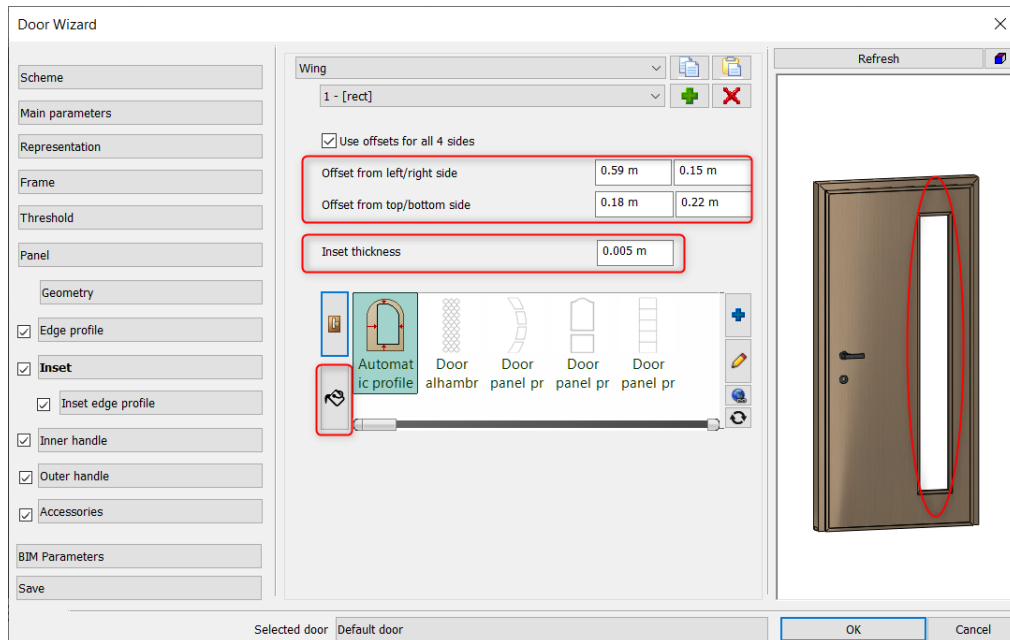 Door Wizard
Scheme
Main parameters
Representation
Frame
Threshold
Panel
Geometry
Edge profile
Inset
Inset edge profile
Inner handle
Outer handle
Accessories
BIM Parameters
Save
Wing
1 - [rect]
Use offsets for all 4 sides
Offset from left/right side 0.59 m 0.15 m
Offset from top/bottom side 0.18 m 0.22 m
Inset thickness 0.005 m
Automat Door Door Door Door
ic profile alhambr panel pr panel pr panel pr
Refresh
Selected door Default door
OK Cancel